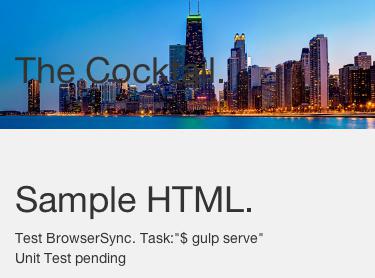 The Cocktail.
Sample HTML.
Test BrowserSync. Task:"$ gulp serve"
Unit Test pending